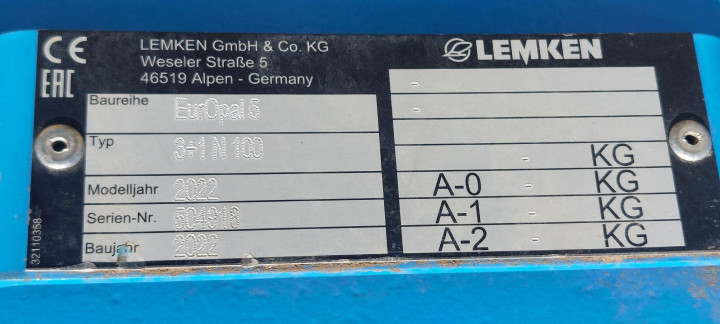 CE
LEMKEN GmbH & Co. KG
Weseler Straße 5
46519 Alpen - Germany
LEMKEN
EAC
Baureihe EurOpal 5
-
-
Typ 3+1 N 100
- KG
Modelljahr 2022
A-0 - KG
Serien-Nr. 504918
A-1 - KG
Baujahr 2022
A-2 - KG
32110358